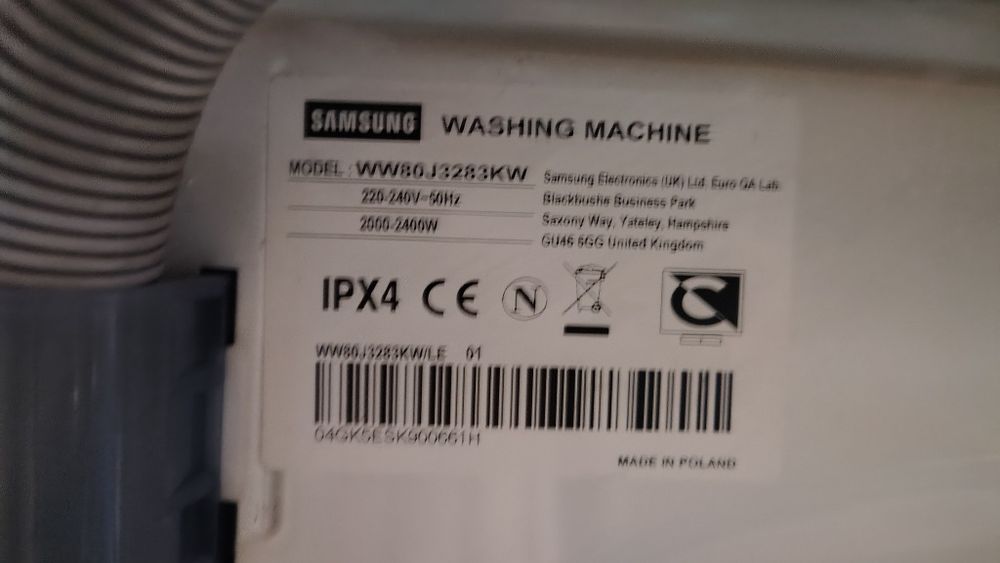 SAMSUNG WASHING MACHINE
MODEL : WW80J3283KW
220-240V~50Hz
2000-2400W
Samsung Electronics (UK) Ltd. Euro QA Lab.
Blackbushe Business Park
Saxony Way, Yateley, Hampshire
GU46 6GG United Kingdom
IPX4 CE N
WW80J3283KW/LE 01
04GK5ESK900661H
MADE IN POLAND